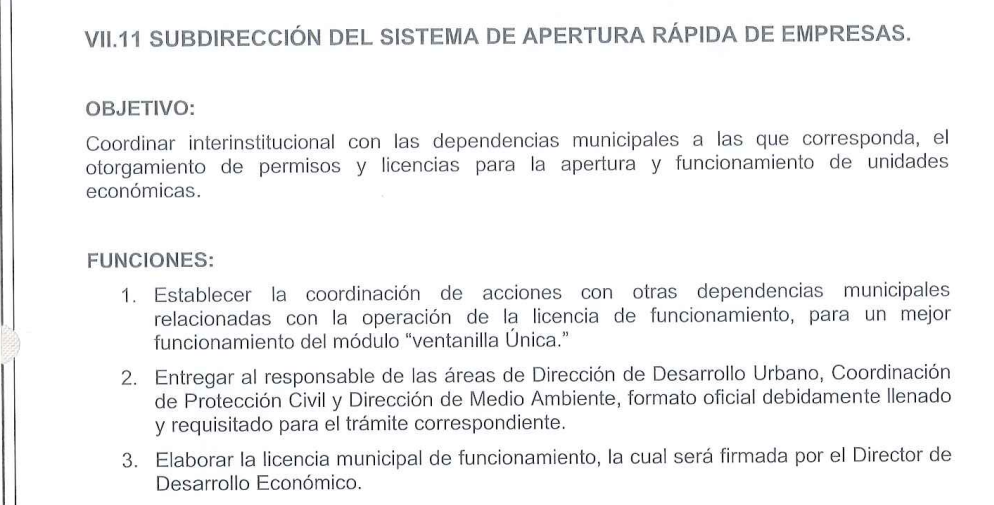 VII.11 SUBDIRECCIÓN DEL SISTEMA DE APERTURA RÁPIDA DE EMPRESAS.
OBJETIVO:
Coordinar interinstitucional con las dependencias municipales a las que corresponda, el
otorgamiento de permisos y licencias para la apertura y funcionamiento de unidades
económicas.
FUNCIONES:
1. Establecer la coordinación de acciones con otras dependencias municipales
relacionadas con la operación de la licencia de funcionamiento, para un mejor
funcionamiento del módulo “ventanilla Única.”
2. Entregar al responsable de las áreas de Dirección de Desarrollo Urbano, Coordinación
de Protección Civil y Dirección de Medio Ambiente, formato oficial debidamente llenado
y requisitado para el trámite correspondiente.
3. Elaborar la licencia municipal de funcionamiento, la cual será firmada por el Director de
Desarrollo Económico.